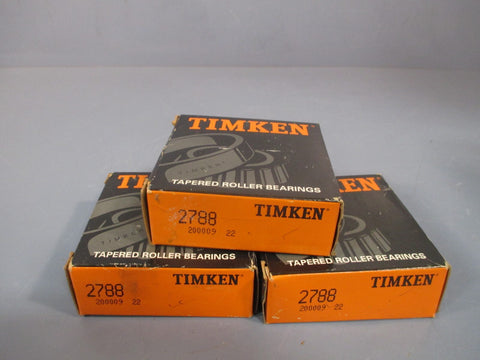 TIMKEN
TIMKEN
TAPERED ROLLER BEARINGS
2788 TIMKEN
200009 22
TIMKEN
TAPERED ROLLER BEARINGS
2788 TIMKEN
200009 22
TAPERED ROLLER BEARINGS
2788 TIMKEN
200009 22